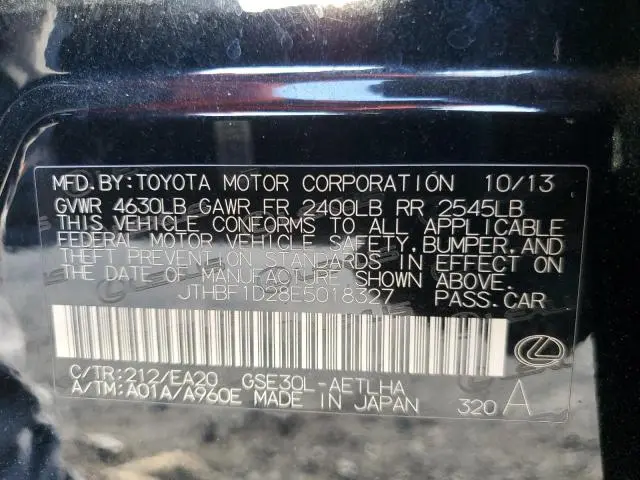 MFD.BY:TOYOTA MOTOR CORPORATION 10/13
GVWR 4630LB GAWR FR 2400LB RR 2545LB
THIS VEHICLE CONFORMS TO ALL APPLICABLE
FEDERAL MOTOR VEHICLE SAFETY,BUMPER,AND
THEFT PREVENTION STANDARDS IN EFFECT ON
THE DATE OF MANUFACTURE SHOWN ABOVE.
JTHBF1D28E5018327 PASS.CAR
C/TR:212/EA20 GSE30L-AETLHA
A/TM:A01A/A960E MADE IN JAPAN 320 A